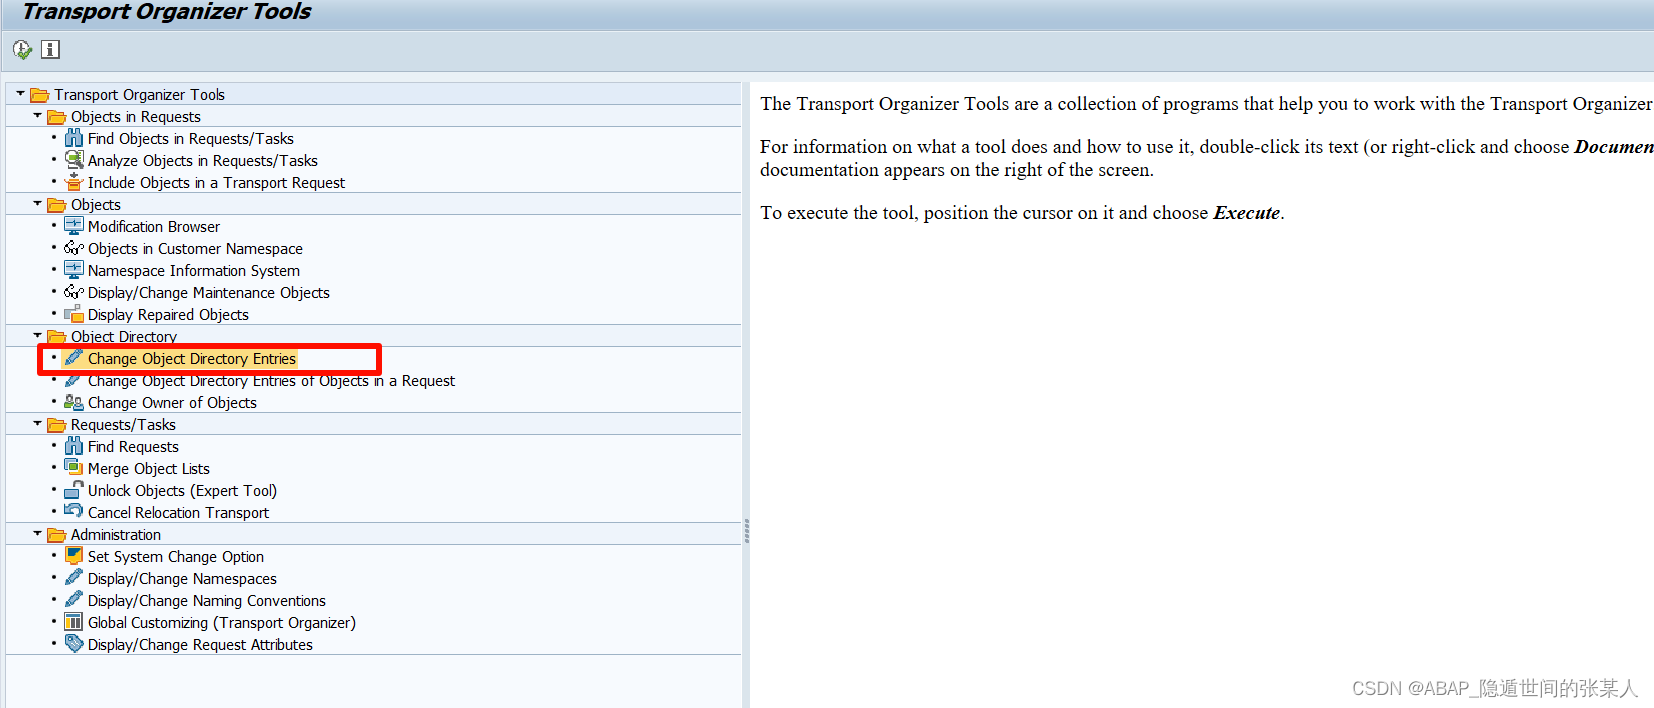 Transport Organizer Tools
Transport Organizer Tools
Objects in Requests
Find Objects in Requests/Tasks
Analyze Objects in Requests/Tasks
Include Objects in a Transport Request
Objects
Modification Browser
Objects in Customer Namespace
Namespace Information System
Display/Change Maintenance Objects
Display Repaired Objects
Object Directory
Change Object Directory Entries
Change Object Directory Entries of Objects in a Request
Change Owner of Objects
Requests/Tasks
Find Requests
Merge Object Lists
Unlock Objects (Expert Tool)
Cancel Relocation Transport
Administration
Set System Change Option
Display/Change Namespaces
Display/Change Naming Conventions
Global Customizing (Transport Organizer)
Display/Change Request Attributes
The Transport Organizer Tools are a collection of programs that help you to work with the Transport Organizer
For information on what a tool does and how to use it, double-click its text (or right-click and choose Documen
documentation appears on the right of the screen.
To execute the tool, position the cursor on it and choose Execute.
CSDN @ABAP_隐遁世间的张某人